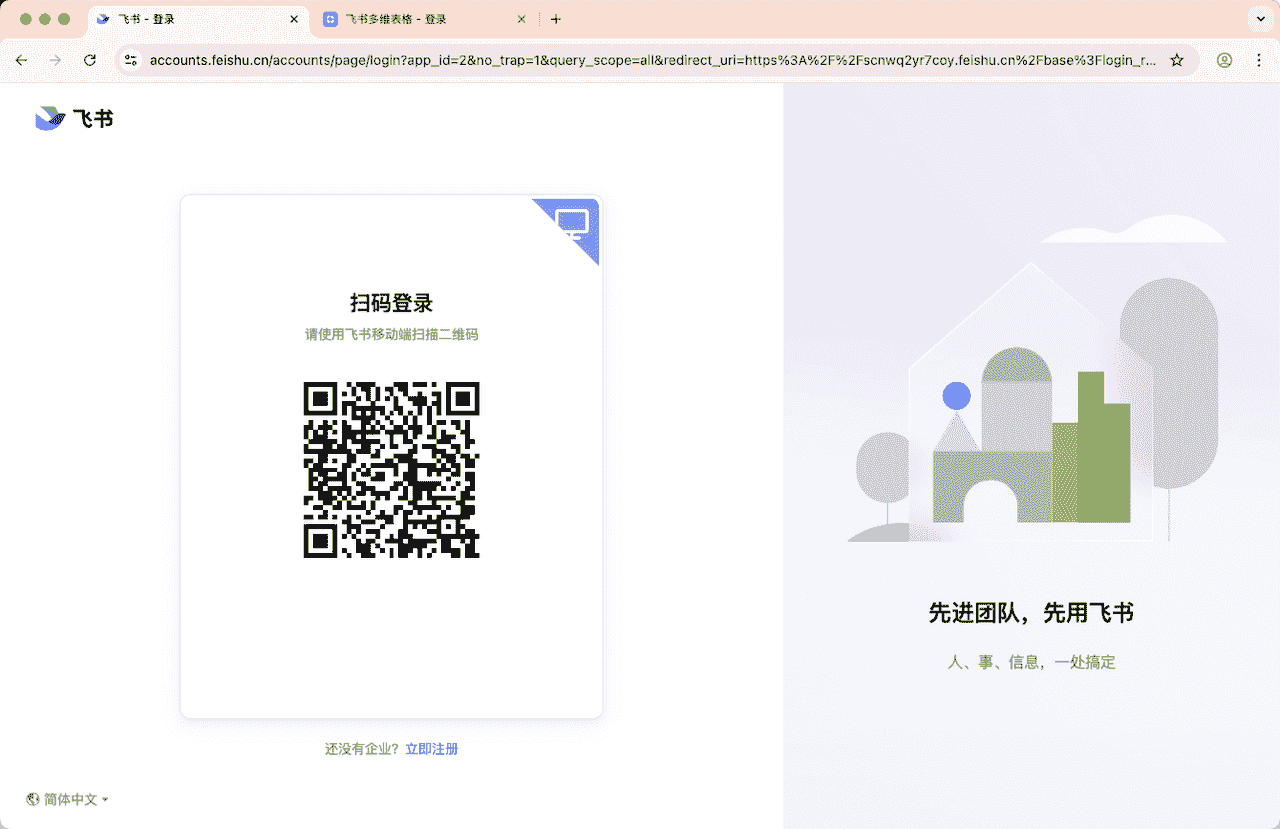 飞书 - 登录
飞书多维表格 - 登录
accounts.feishu.cn/accounts/page/login?app_id=2&no_trap=1&query_scope=all&redirect_uri=https%3A%2F%2Fscnwq2yr7coy.feishu.cn%2Fbase%3Flogin_r...
飞书
扫码登录
请使用飞书移动端扫描二维码
还没有企业？立即注册
简体中文
先进团队，先用飞书
人、事、信息，一处搞定